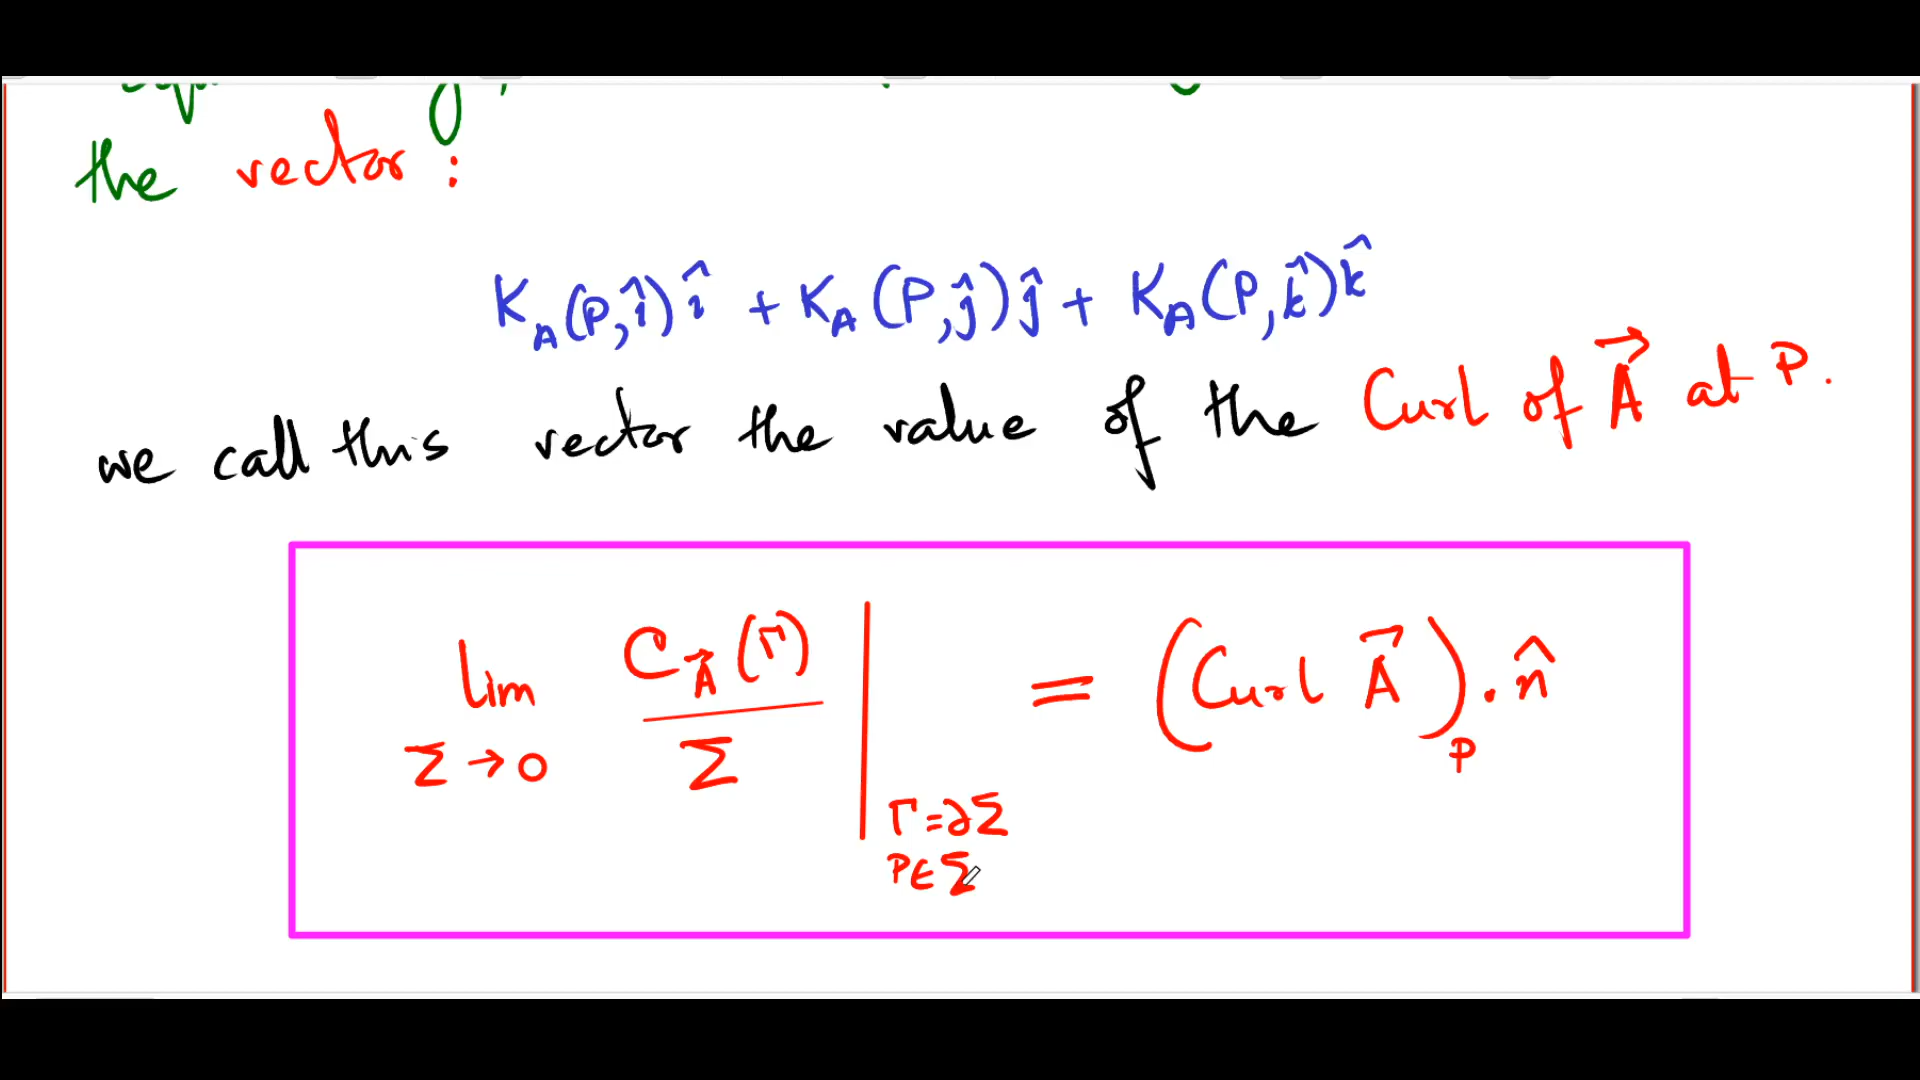 the vector :
K_A(P, î) î + K_A(P, ĵ) ĵ + K_A(P, k̂) k̂
we call this vector the value of the Curl of A⃗ at P.
lim Σ→0 C_A⃗(Γ) / Σ | Γ=∂Σ P∈Σ = (Curl A⃗)_P . n̂